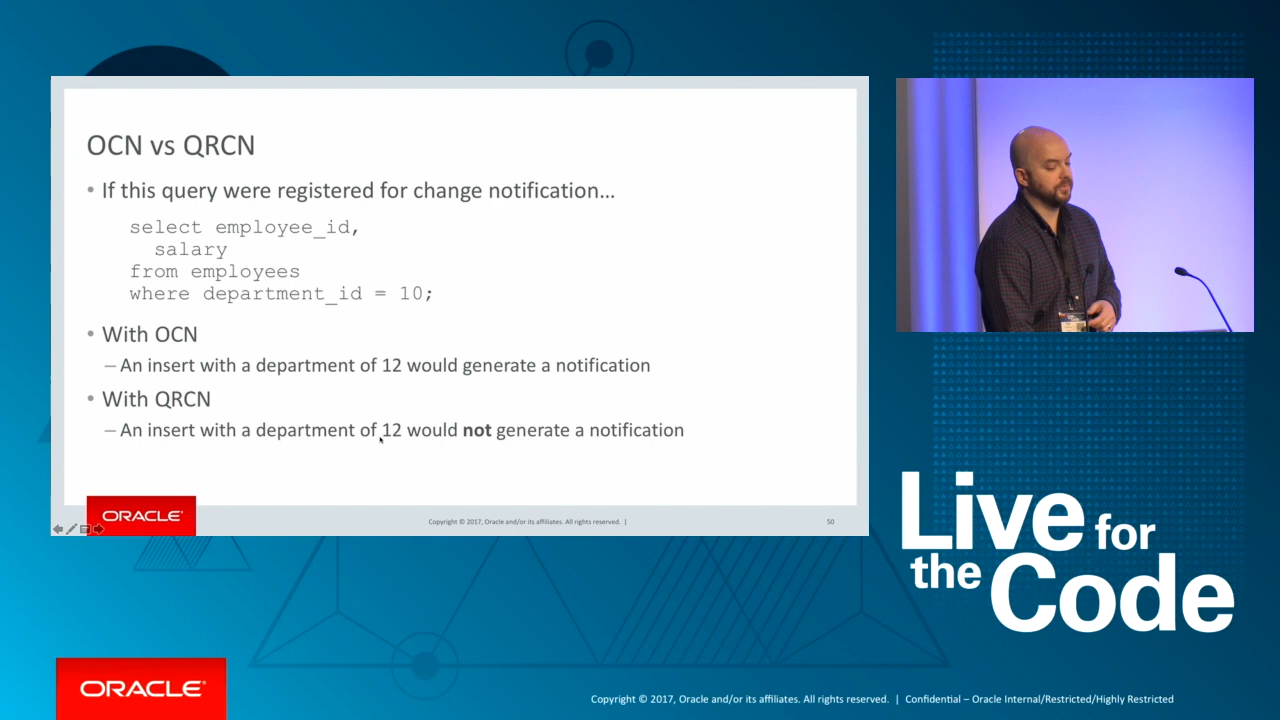 OCN vs QRCN
• If this query were registered for change notification…
select employee_id,
salary
from employees
where department_id = 10;
• With OCN
– An insert with a department of 12 would generate a notification
• With QRCN
– An insert with a department of 12 would not generate a notification
ORACLE®
Copyright © 2017, Oracle and/or its affiliates. All rights reserved. |
50
Live for
the Code
ORACLE®
Copyright © 2017, Oracle and/or its affiliates. All rights reserved. | Confidential – Oracle Internal/Restricted/Highly Restricted